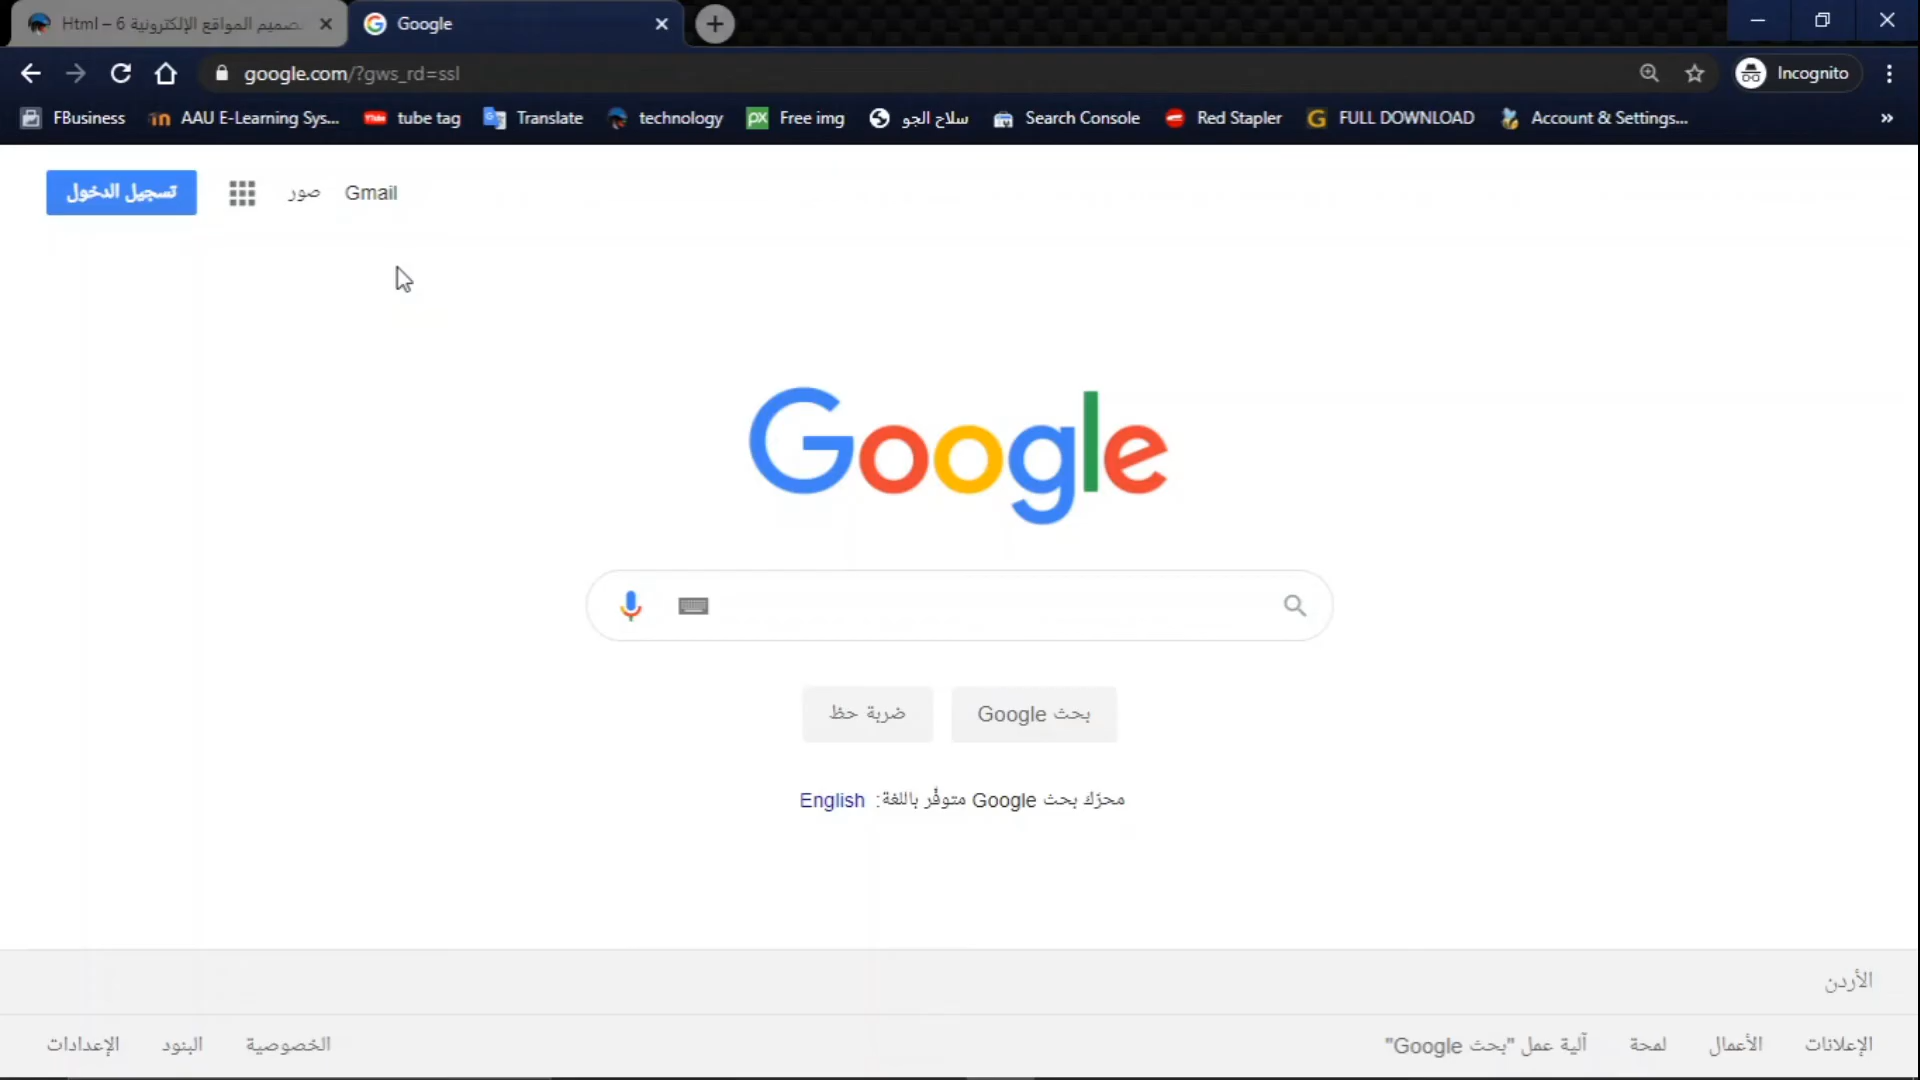 Html – 6 تصميم المواقع الإلكترونية
Google
google.com/?gws_rd=ssl
Incognito
FBusiness
AAU E-Learning Sys...
tube tag
Translate
technology
Free img
سلاح الجو
Search Console
Red Stapler
FULL DOWNLOAD
Account & Settings...
»
Gmail
صور
تسجيل الدخول
Google
بحث Google
ضربة حظ
محرّك بحث Google متوفّر باللغة: English
الأردن
الإعلانات
الأعمال
لمحة
آلية عمل "بحث Google"
الخصوصية
البنود
الإعدادات